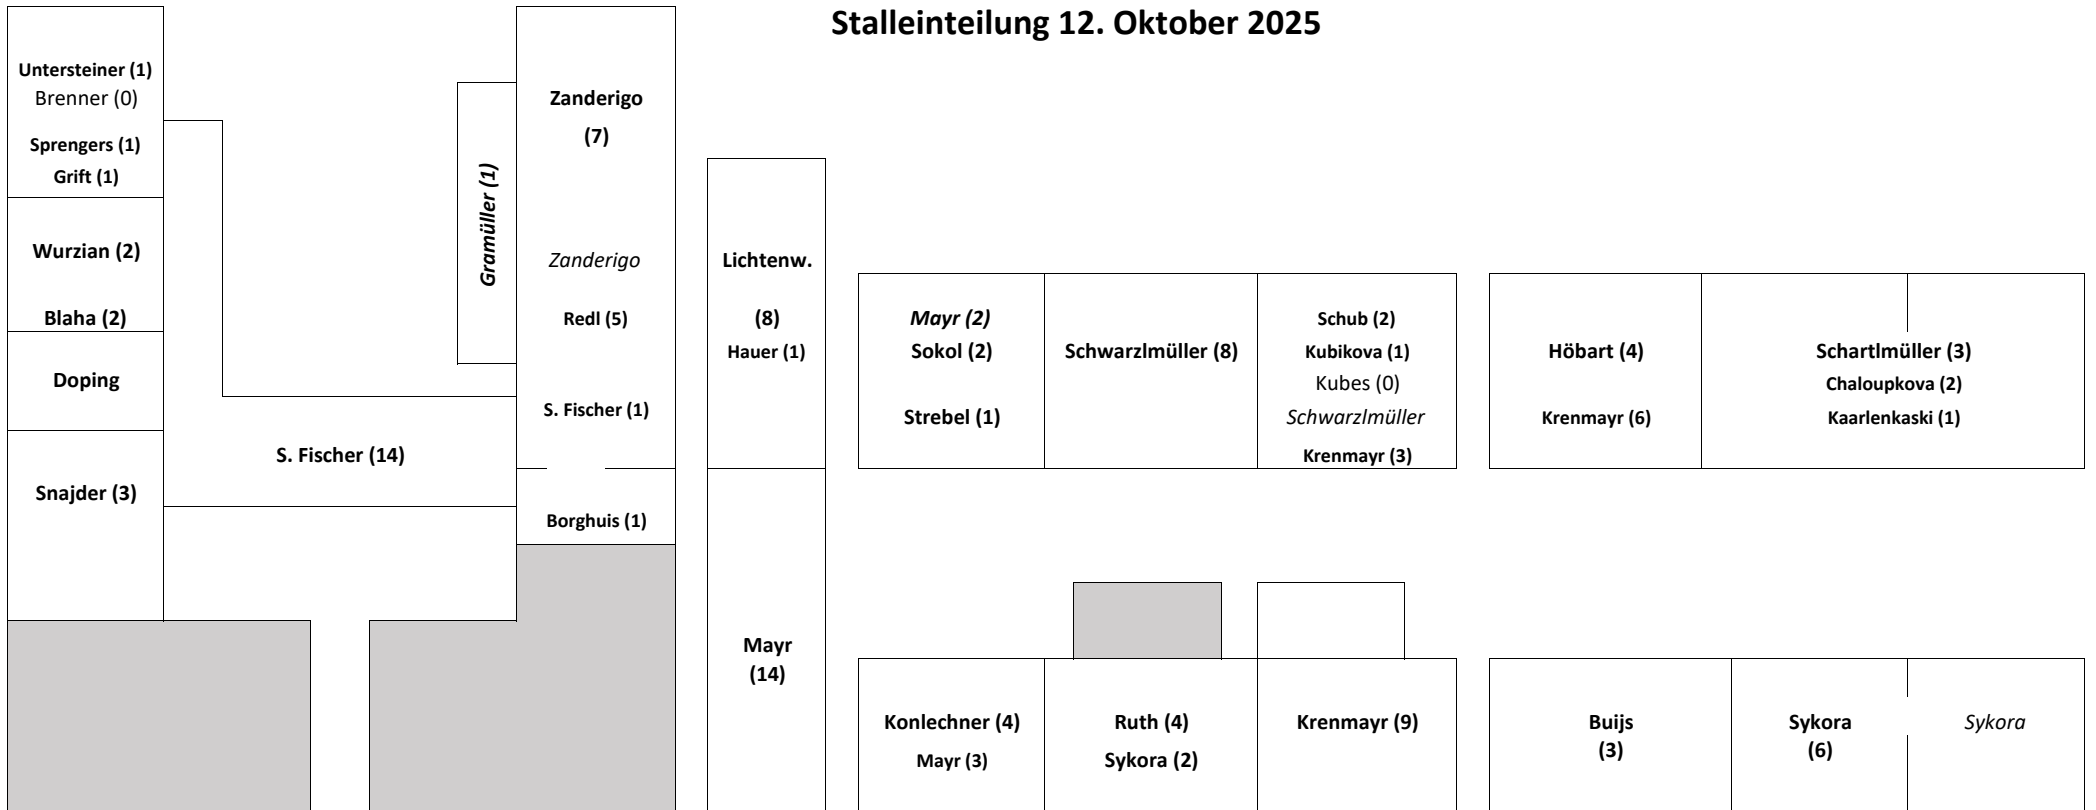 Stalleinteilung 12. Oktober 2025
Untersteiner (1)
Brenner (0)
Sprengers (1)
Grift (1)
Wurzian (2)
Blaha (2)
Doping
Snajder (3)
S. Fischer (14)
Gramüller (1)
Zanderigo
(7)
Zanderigo
Redl (5)
S. Fischer (1)
Borghuis (1)
Lichtenw.
(8)
Hauer (1)
Mayr
(14)
Mayr (2)
Sokol (2)
Strebel (1)
Schwarzlmüller (8)
Schub (2)
Kubikova (1)
Kubes (0)
Schwarzlmüller
Krenmayr (3)
Höbart (4)
Krenmayr (6)
Schartlmüller (3)
Chaloupkova (2)
Kaarlenkaski (1)
Konlechner (4)
Mayr (3)
Ruth (4)
Sykora (2)
Krenmayr (9)
Buijs
(3)
Sykora
(6)
Sykora